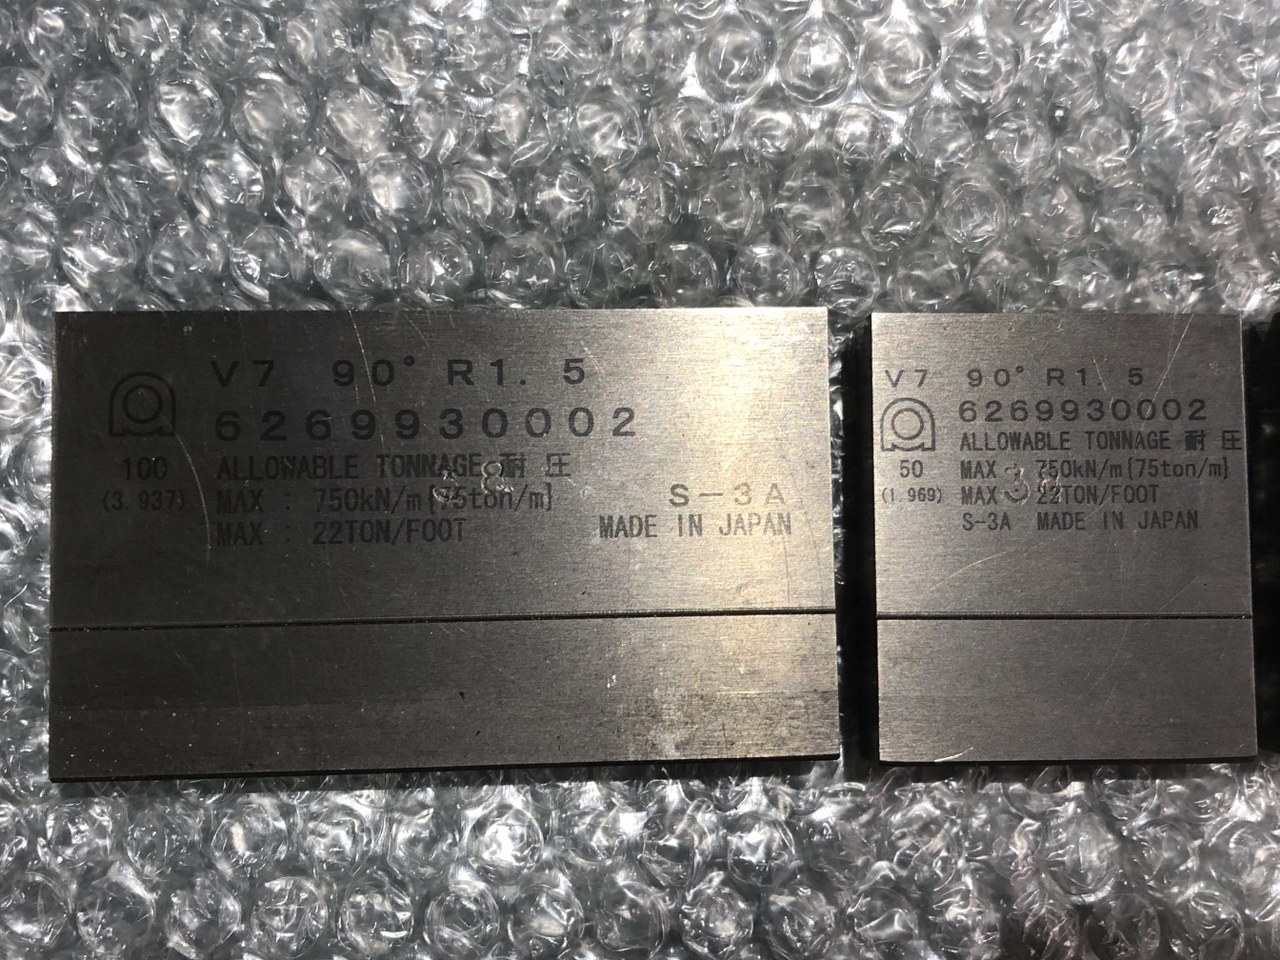 V7 90° R1.5
6269930002
100 ALLOWABLE TONNAGE 耐圧
(3.937) MAX : 750kN/m[75ton/m]
MAX : 22TON/FOOT
S-3A
MADE IN JAPAN
V7 90° R1.5
6269930002
ALLOWABLE TONNAGE 耐圧
50 MAX : 750kN/m[75ton/m]
(1.969) MAX : 22TON/FOOT
S-3A MADE IN JAPAN